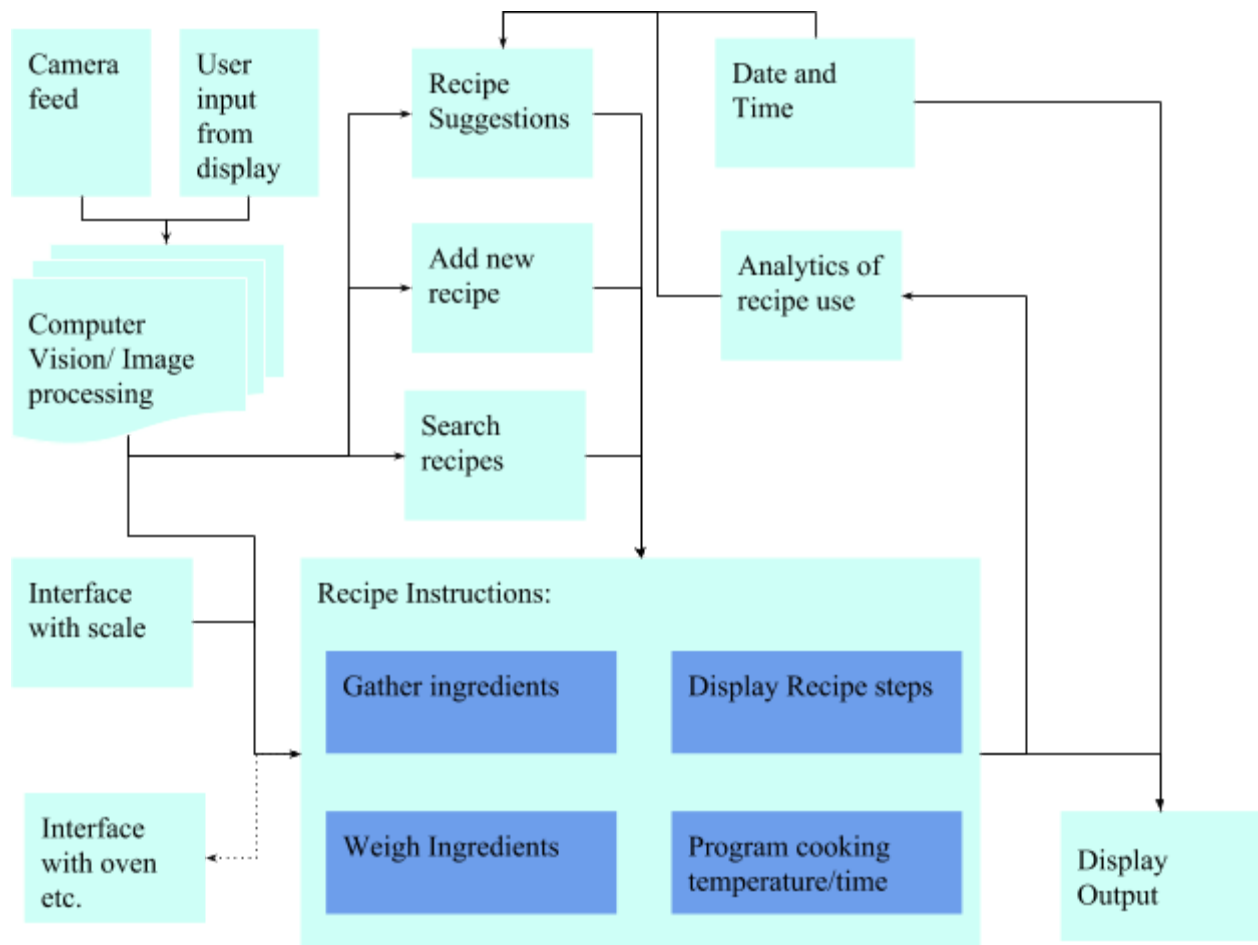 Camera
feed
User
input
from
display
Recipe
Suggestions
Date and
Time
Add new
recipe
Analytics of
recipe use
Computer
Vision/ Image
processing
Search
recipes
Interface
with scale
Recipe Instructions:
Gather ingredients
Display Recipe steps
Weigh Ingredients
Program cooking
temperature/time
Interface
with oven
etc.
Display
Output